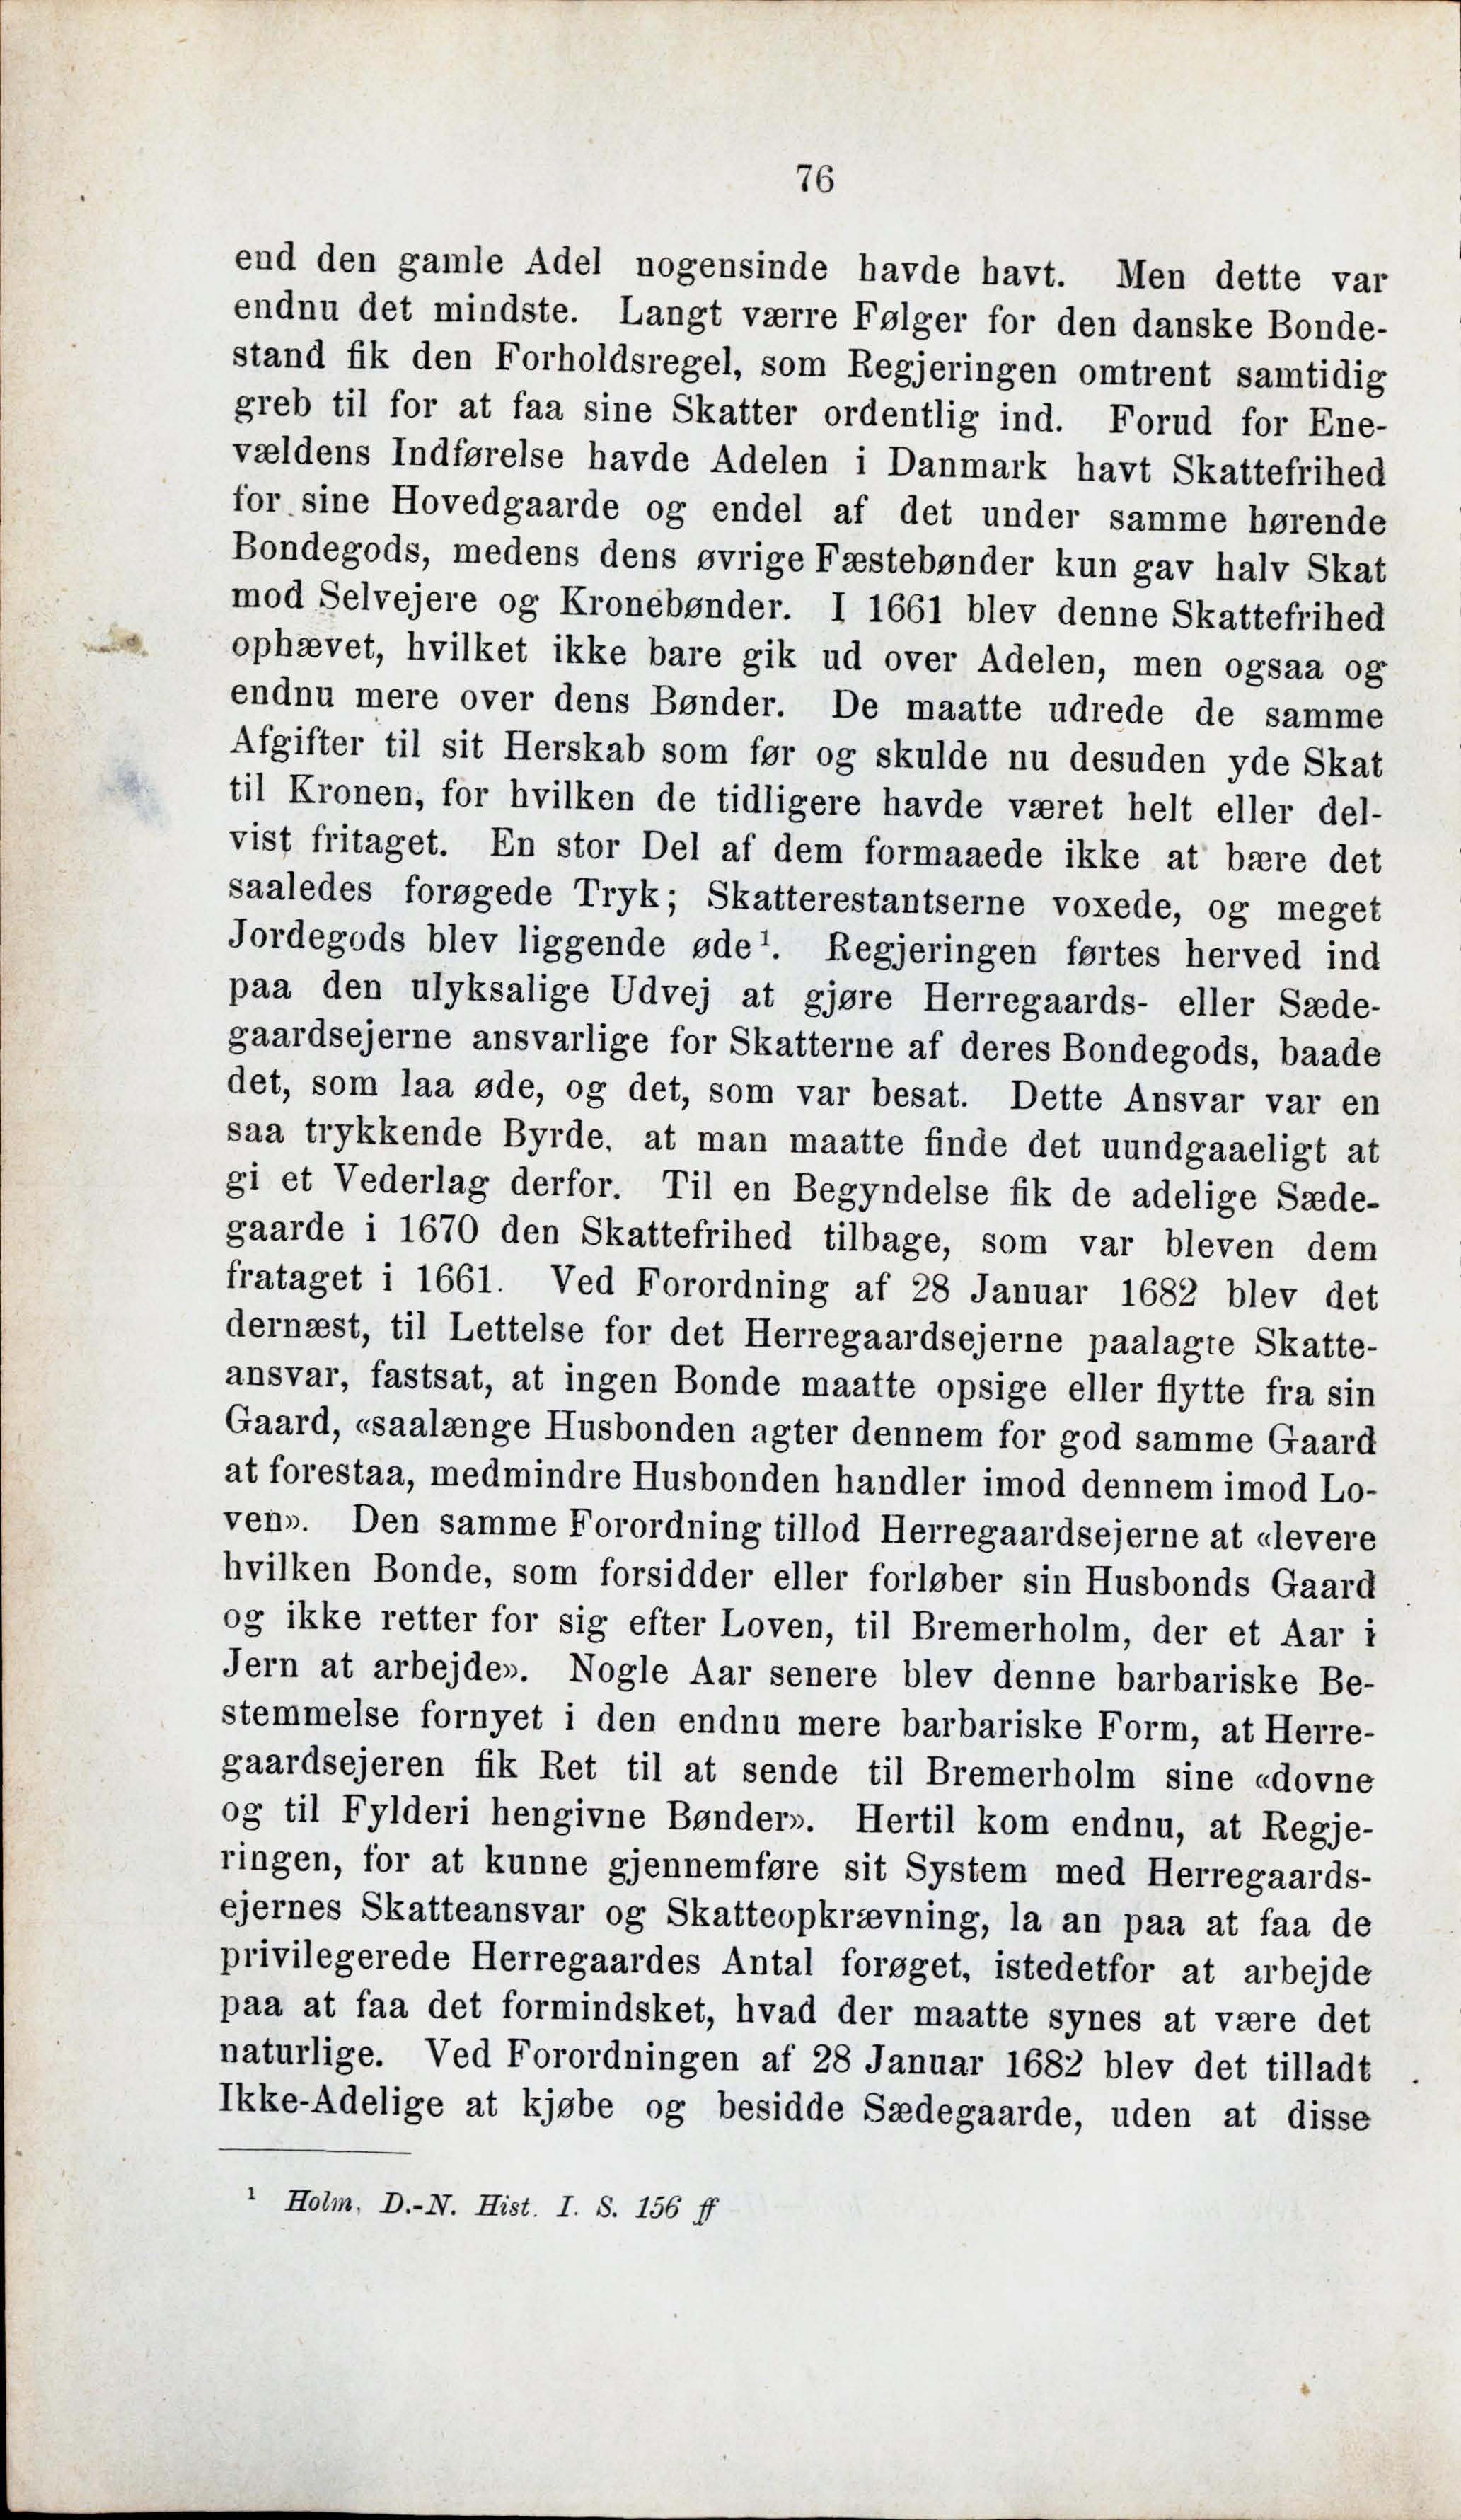 76
end den gamle Adel nogensinde havde havt. Men dette var
endnu det mindste. Langt værre Følger for den danske Bonde-
stand fik den Forholdsregel, som Regjeringen omtrent samtidig
greb til for at faa sine Skatter ordentlig ind. Forud for Ene-
vældens Indførelse havde Adelen i Danmark havt Skattefrihed
for sine Hovedgaarde og endel af det under samme hørende
Bondegods, medens dens øvrige Fæstebønder kun gav halv Skat
mod Selvejere og Kronebønder. I 1661 blev denne Skattefrihed
ophævet, hvilket ikke bare gik ud over Adelen, men ogsaa og
endnu mere over dens Bønder. De maatte udrede de samme
Afgifter til sit Herskab som før og skulde nu desuden yde Skat
til Kronen, for hvilken de tidligere havde været helt eller del-
vist fritaget. En stor Del af dem formaaede ikke at bære det
saaledes forøgede Tryk; Skatterestantserne voxede, og meget
Jordegods blev liggende øde¹. Regjeringen førtes herved ind
paa den ulyksalige Udvej at gjøre Herregaards- eller Sæde-
gaardsejerne ansvarlige for Skatterne af deres Bondegods, baade
det, som laa øde, og det, som var besat. Dette Ansvar var en
saa trykkende Byrde, at man maatte finde det uundgaaeligt at
gi et Vederlag derfor. Til en Begyndelse fik de adelige Sæde-
gaarde i 1670 den Skattefrihed tilbage, som var bleven dem
frataget i 1661. Ved Forordning af 28 Januar 1682 blev det
dernæst, til Lettelse for det Herregaardsejerne paalagte Skatte-
ansvar, fastsat, at ingen Bonde maatte opsige eller flytte fra sin
Gaard, «saalænge Husbonden agter dennem for god samme Gaard
at forestaa, medmindre Husbonden handler imod dennem imod Lo-
ven». Den samme Forordning tillod Herregaardsejerne at «levere
hvilken Bonde, som forsidder eller forløber sin Husbonds Gaard
og ikke retter for sig efter Loven, til Bremerholm, der et Aar i
Jern at arbejde». Nogle Aar senere blev denne barbariske Be-
stemmelse fornyet i den endnu mere barbariske Form, at Herre-
gaardsejeren fik Ret til at sende til Bremerholm sine «dovne
og til Fylderi hengivne Bønder». Hertil kom endnu, at Regje-
ringen, for at kunne gjennemføre sit System med Herregaards-
ejernes Skatteansvar og Skatteopkrævning, la an paa at faa de
privilegerede Herregaardes Antal forøget, istedetfor at arbejde
paa at faa det formindsket, hvad der maatte synes at være det
naturlige. Ved Forordningen af 28 Januar 1682 blev det tilladt
Ikke-Adelige at kjøbe og besidde Sædegaarde, uden at disse
¹ Holm, D.-N. Hist. I. S. 156 ff